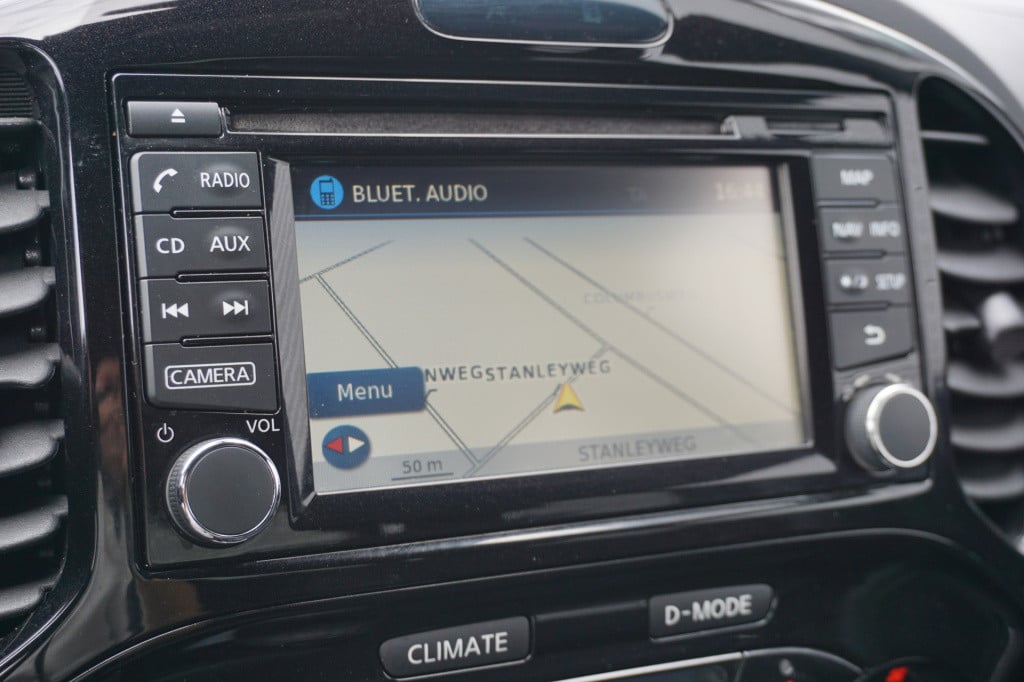 RADIO
CD AUX
CAMERA
VOL
BLUET. AUDIO
NWEGSTANLEYWEG
Menu
50 m
STANLEYWEG
MAP
NAV INFO
SETUP
CLIMATE
D-MODE